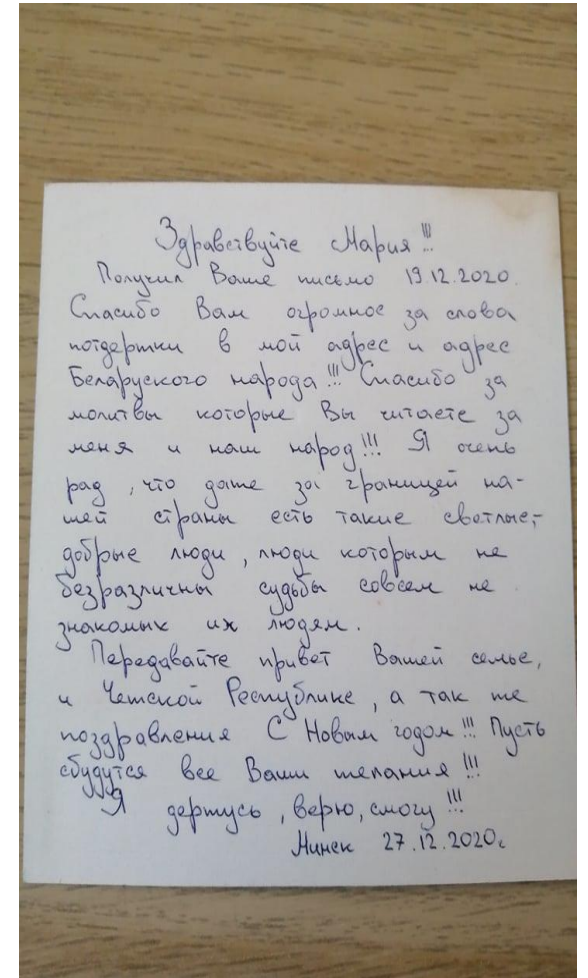 Здравствуйте Мария!!!
Получил Ваше письмо 19.12.2020.
Спасибо Вам огромное за слова
потдержки в мой адрес и адрес
Беларуского народа!!! Спасибо за
молитвы которые Вы читаете за
меня и наш народ!!! Я очень
рад, что даже за границей на-
шей страны есть такие светлые,
добрые люди, люди которым не
безразличны судьбы совсем не
знакомых их людям.
Передавайте привет Вашей семье,
и Чешской Республике, а так же
поздравления С Новым годом!!! Пусть
сбудутся все Ваши желания!!!
Я держусь, верю, смогу!!!
Минск 27.12.2020г.